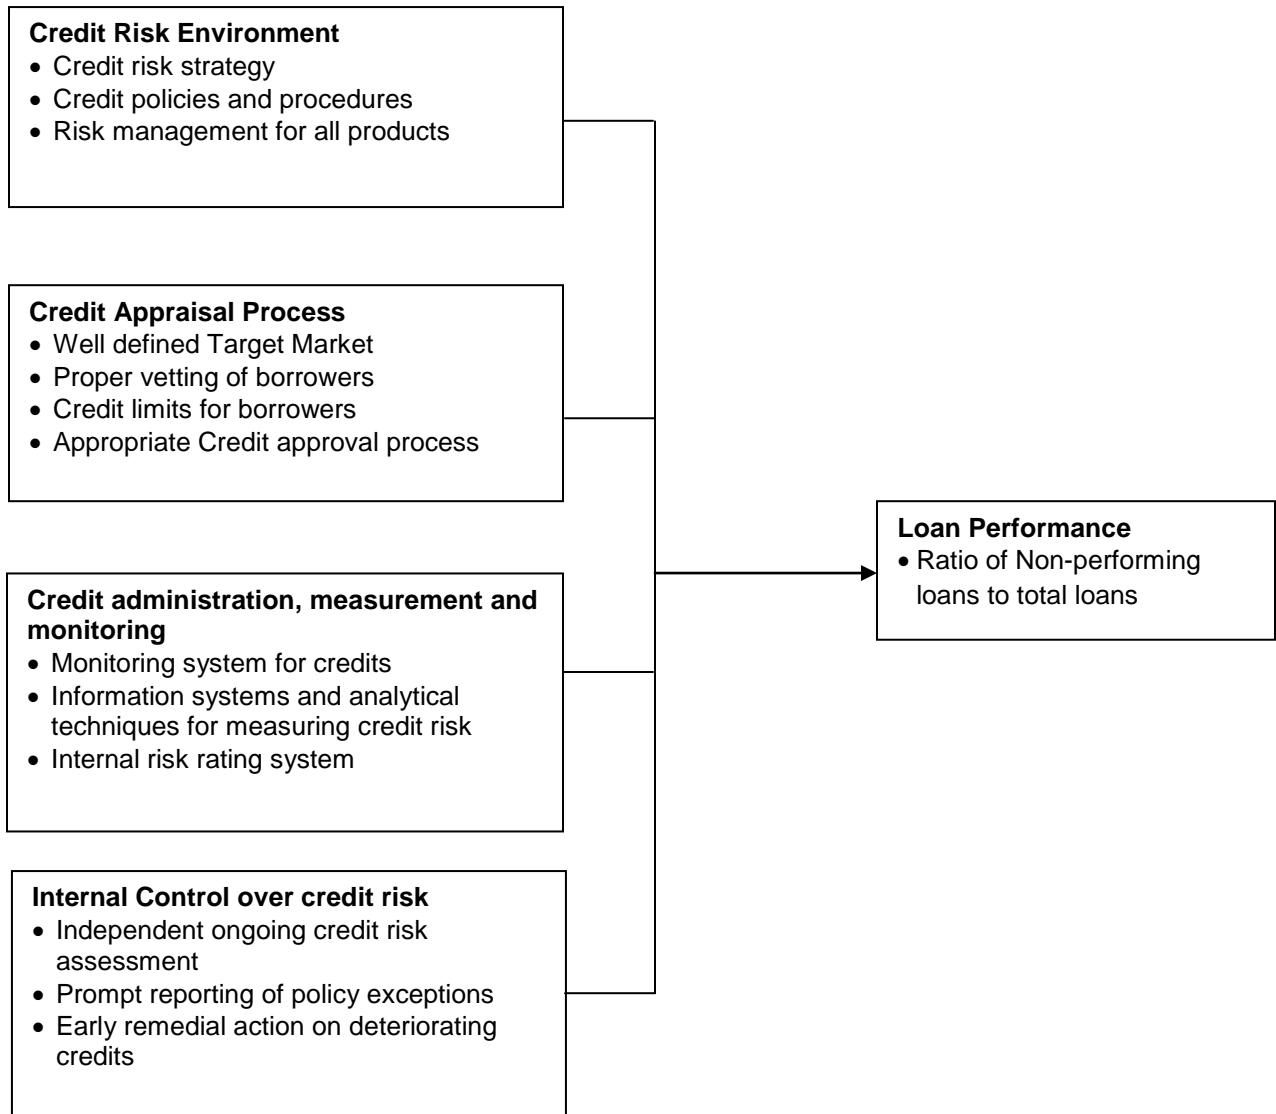 Credit Risk Environment
• Credit risk strategy
• Credit policies and procedures
• Risk management for all products
Credit Appraisal Process
• Well defined Target Market
• Proper vetting of borrowers
• Credit limits for borrowers
• Appropriate Credit approval process
Credit administration, measurement and
monitoring
• Monitoring system for credits
• Information systems and analytical
techniques for measuring credit risk
• Internal risk rating system
Internal Control over credit risk
• Independent ongoing credit risk
assessment
• Prompt reporting of policy exceptions
• Early remedial action on deteriorating
credits
Loan Performance
• Ratio of Non-performing
loans to total loans